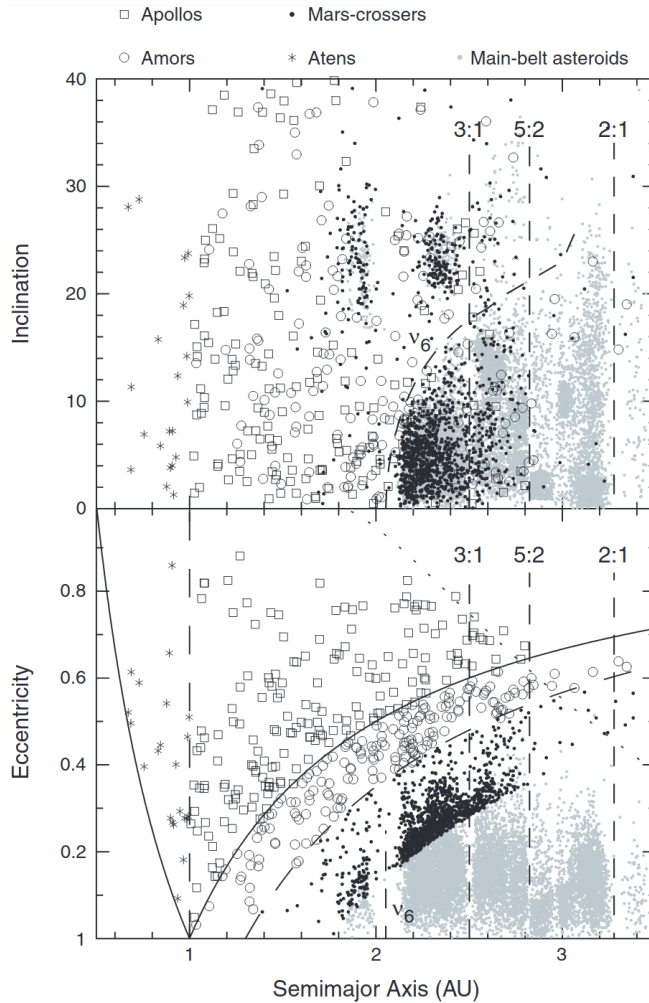 □ Apollos • Mars-crossers
○ Amors * Atens • Main-belt asteroids
40
3:1 5:2 2:1
30
Inclination
20
ν6
10
0
3:1 5:2 2:1
0.8
0.6
Eccentricity
0.4
0.2
ν6
1
1 2 3
Semimajor Axis (AU)